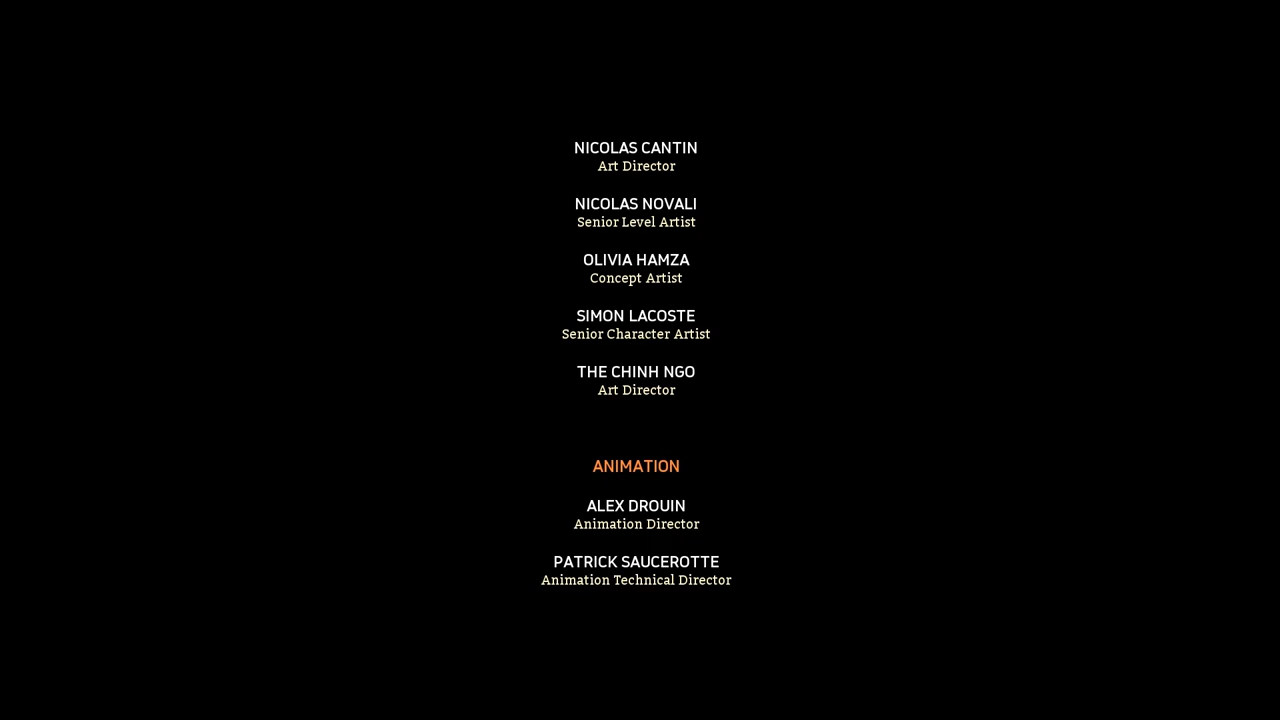 NICOLAS CANTIN
Art Director
NICOLAS NOVALI
Senior Level Artist
OLIVIA HAMZA
Concept Artist
SIMON LACOSTE
Senior Character Artist
THE CHINH NGO
Art Director
ANIMATION
ALEX DROUIN
Animation Director
PATRICK SAUCEROTTE
Animation Technical Director